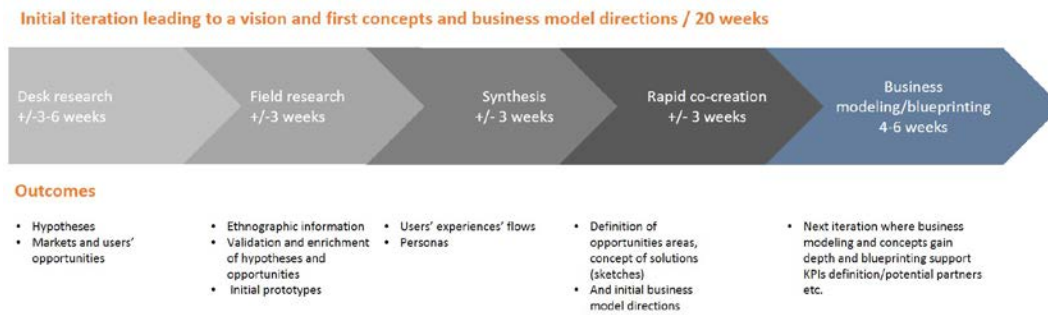 Initial iteration leading to a vision and first concepts and business model directions / 20 weeks
Desk research
+/-3-6 weeks
Field research
+/-3 weeks
Synthesis
+/- 3 weeks
Rapid co-creation
+/- 3 weeks
Business
modeling/blueprinting
4-6 weeks
Outcomes
• Hypotheses
• Markets and users'
opportunities
• Ethnographic information
• Validation and enrichment
of hypotheses and
opportunities
• Initial prototypes
• Users' experiences' flows
• Personas
• Definition of
opportunities areas,
concept of solutions
(sketches)
• And initial business
model directions
• Next iteration where business
modeling and concepts gain
depth and blueprinting support
KPIs definition/potential partners
etc.